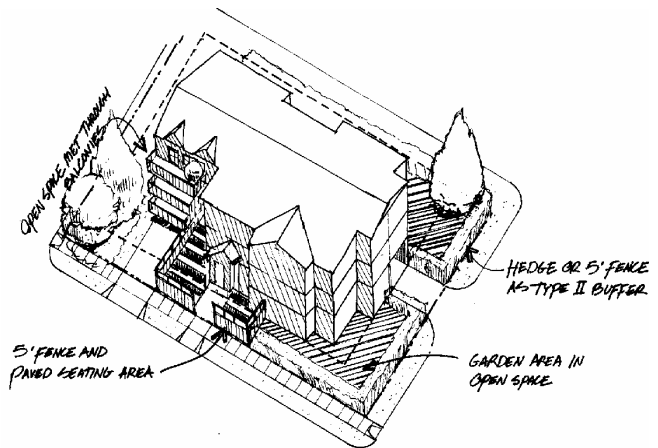 OPEN SPACE MET THROUGH
BALCONIES
HEDGE OR 5' FENCE
AS TYPE II BUFFER
5' FENCE AND
PAVED SEATING AREA
GARDEN AREA IN
OPEN SPACE